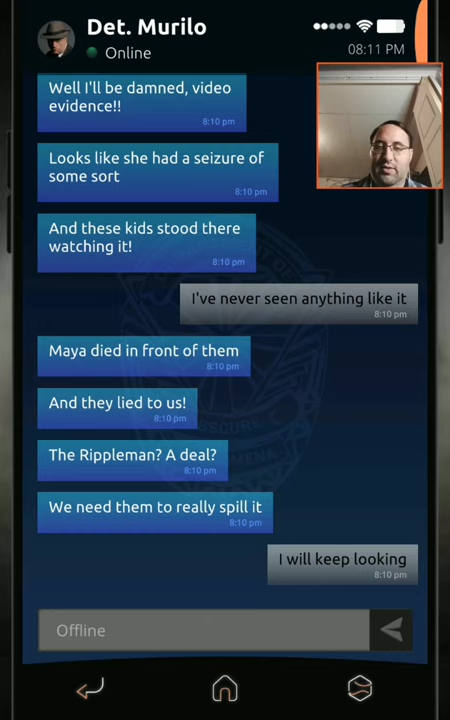 Det. Murilo
Online
08:11 PM
Well I'll be damned, video
evidence!!
8:10 pm
Looks like she had a seizure of
some sort
8:10 pm
And these kids stood there
watching it!
8:10 pm
I've never seen anything like it
8:10 pm
Maya died in front of them
8:10 pm
And they lied to us!
8:10 pm
The Rippleman? A deal?
8:10 pm
We need them to really spill it
8:10 pm
I will keep looking
8:10 pm
Offline